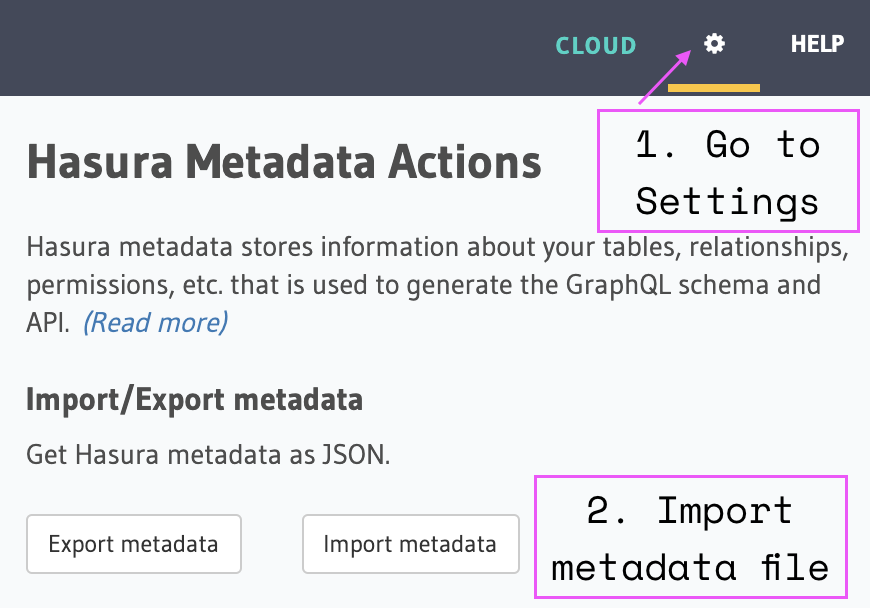 CLOUD HELP
1. Go to
Settings
Hasura Metadata Actions
Hasura metadata stores information about your tables, relationships,
permissions, etc. that is used to generate the GraphQL schema and
API. (Read more)
Import/Export metadata
Get Hasura metadata as JSON.
Export metadata
Import metadata
2. Import
metadata file